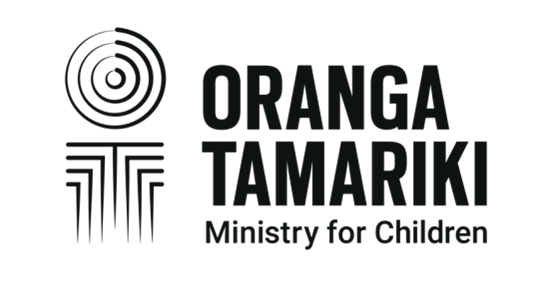 ORANGA
TAMARIKI
Ministry for Children